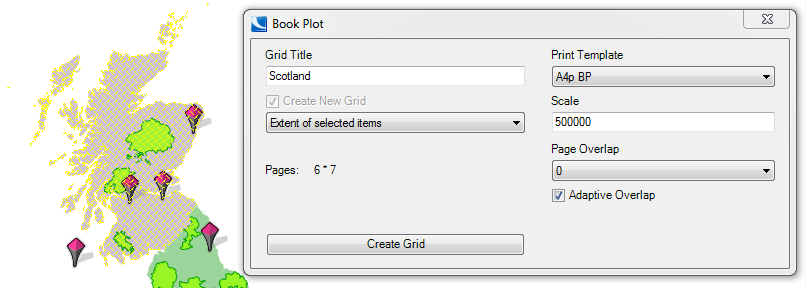 Book Plot
Grid Title
Scotland
Create New Grid
Extent of selected items
Pages: 6 * 7
Create Grid
Print Template
A4p BP
Scale
500000
Page Overlap
0
Adaptive Overlap